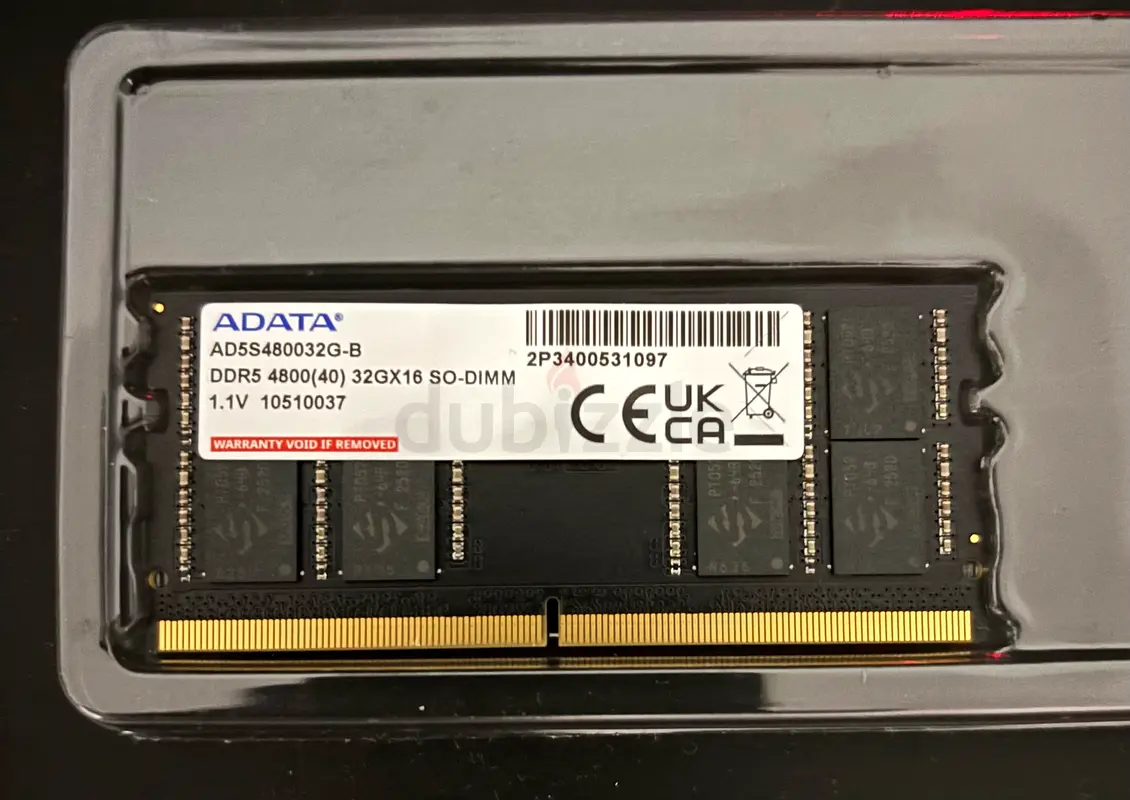 ADATA®
AD5S480032G-B
DDR5 4800(40) 32GX16 SO-DIMM
1.1V 10510037
WARRANTY VOID IF REMOVED
2P3400531097
CE
UK
CA
dubizzle